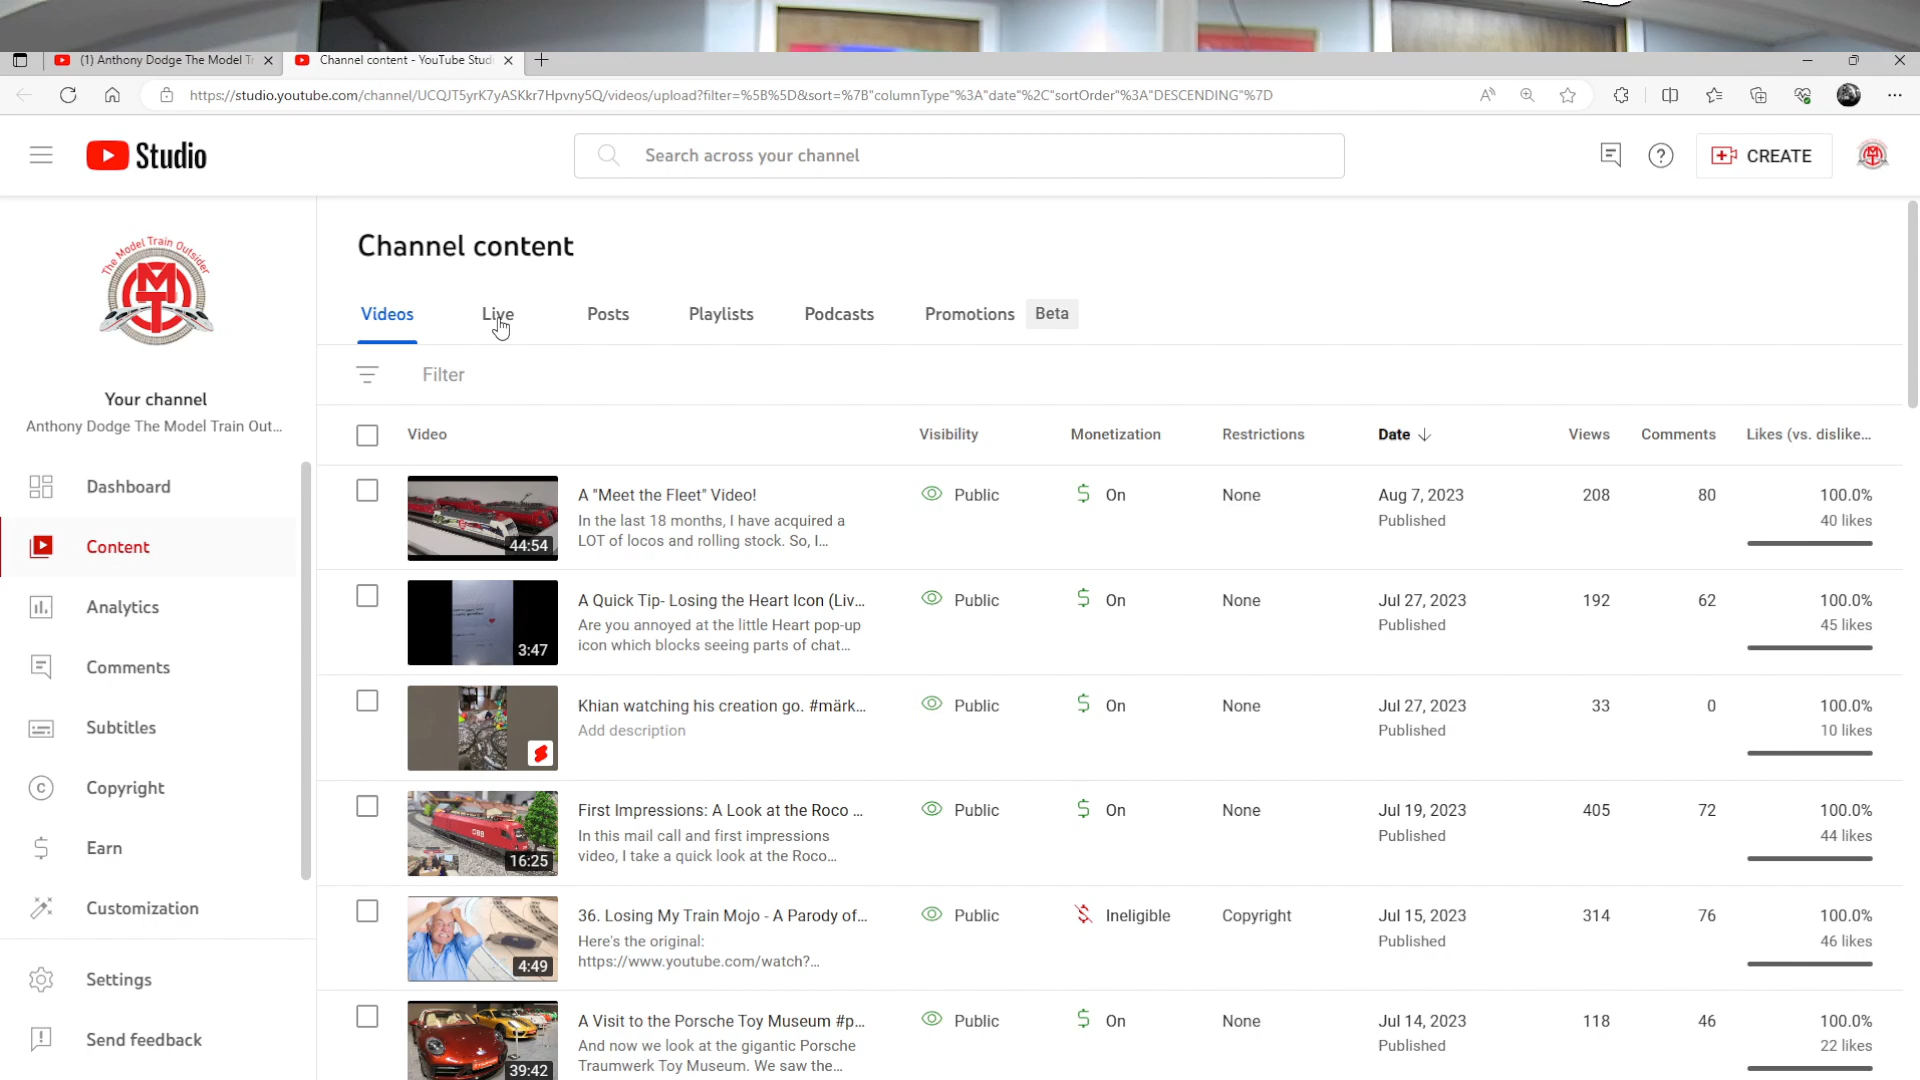 (1) Anthony Dodge The Model Tr
Channel content - YouTube Studi
https://studio.youtube.com/channel/UCQJT5yrK7yASKkr7Hpvny5Q/videos/upload?filter=%5B%5D&sort=%7B"columnType"%3A"date"%2C"sortOrder"%3A"DESCENDING"%7D
Studio
Search across your channel
CREATE
The Model Train Outsider
Your channel
Anthony Dodge The Model Train Out...
Dashboard
Content
Analytics
Comments
Subtitles
Copyright
Earn
Customization
Settings
Send feedback
Channel content
Videos Live Posts Playlists Podcasts Promotions Beta
Filter
Video Visibility Monetization Restrictions Date Views Comments Likes (vs. dislike...
A "Meet the Fleet" Video! Public On None Aug 7, 2023 208 80 100.0%
In the last 18 months, I have acquired a Published 40 likes
LOT of locos and rolling stock. So, I...
44:54
A Quick Tip- Losing the Heart Icon (Liv... Public On None Jul 27, 2023 192 62 100.0%
Are you annoyed at the little Heart pop-up Published 45 likes
icon which blocks seeing parts of chat...
3:47
Khian watching his creation go. #märk... Public On None Jul 27, 2023 33 0 100.0%
Add description Published 10 likes
First Impressions: A Look at the Roco ... Public On None Jul 19, 2023 405 72 100.0%
In this mail call and first impressions Published 44 likes
video, I take a quick look at the Roco...
16:25
36. Losing My Train Mojo - A Parody of... Public Ineligible Copyright Jul 15, 2023 314 76 100.0%
Here's the original: Published 46 likes
https://www.youtube.com/watch?...
4:49
A Visit to the Porsche Toy Museum #p... Public On None Jul 14, 2023 118 46 100.0%
And now we look at the gigantic Porsche Published 22 likes
Traumwerk Toy Museum. We saw the...
39:42